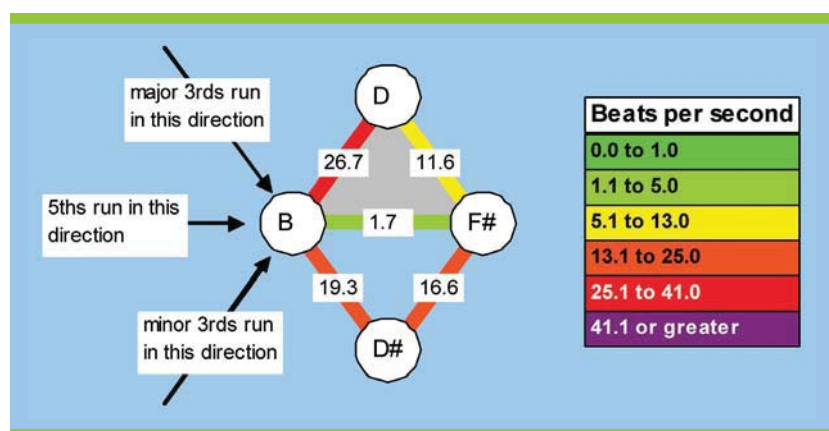 major 3rds run
in this direction
5ths run in this
direction
minor 3rds run
in this direction
D
26.7
11.6
B
1.7
F#
19.3
16.6
D#
Beats per second
0.0 to 1.0
1.1 to 5.0
5.1 to 13.0
13.1 to 25.0
25.1 to 41.0
41.1 or greater